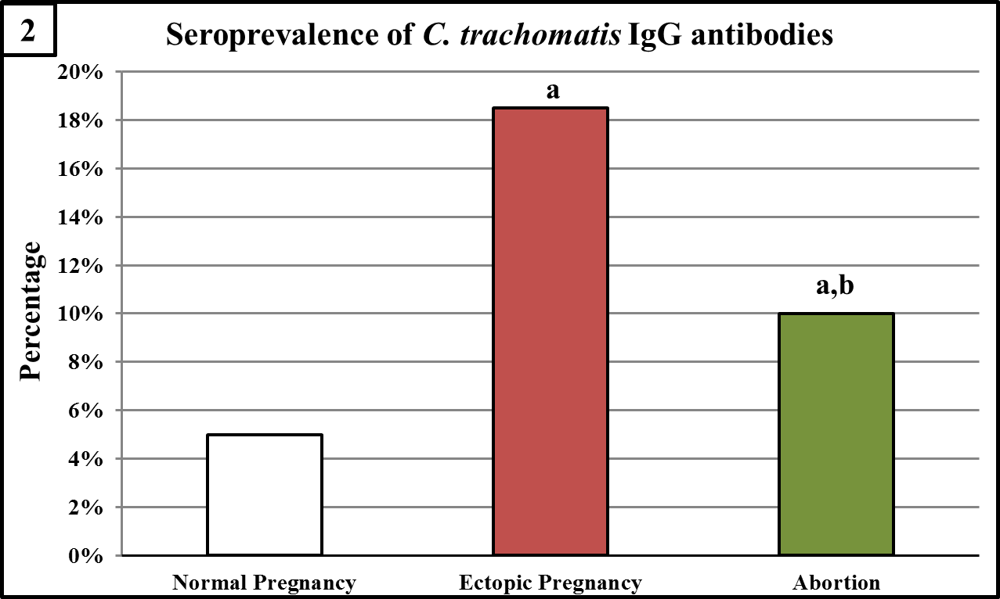 2
Seroprevalence of C. trachomatis IgG antibodies
Percentage
20%
18%
16%
14%
12%
10%
8%
6%
4%
2%
0%
a
a,b
Normal Pregnancy
Ectopic Pregnancy
Abortion